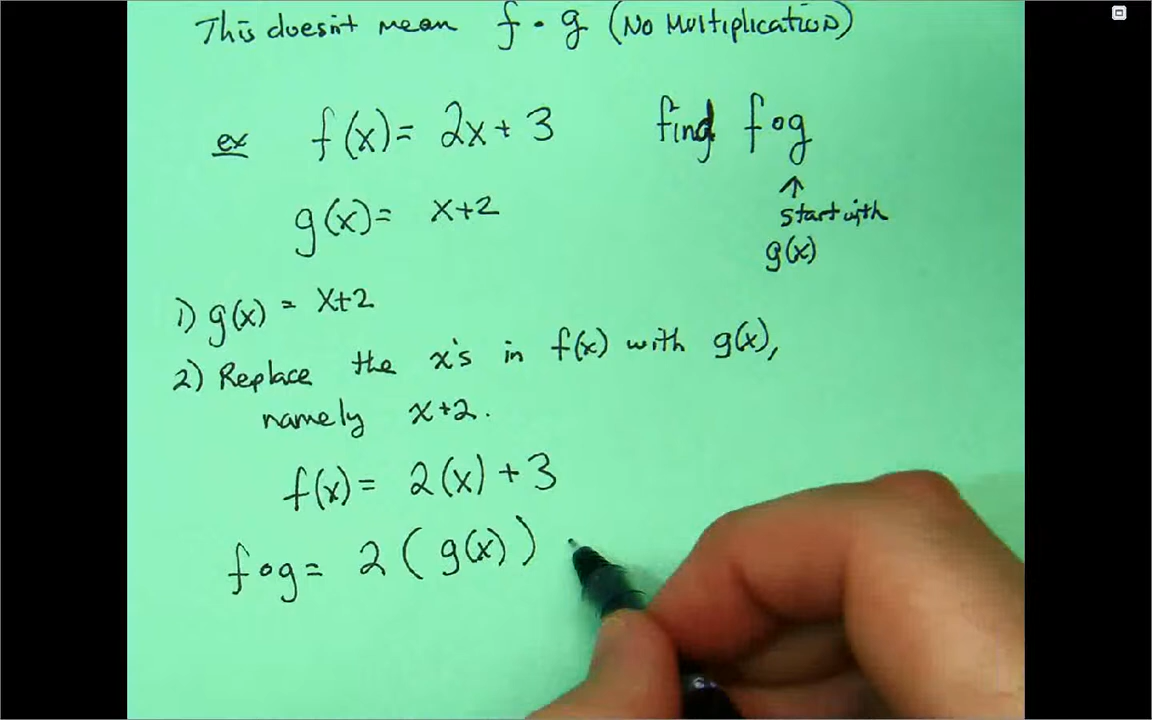 This doesn't mean f · g (No Multiplication)
ex f(x) = 2x + 3 find f∘g
↑
g(x) = x+2 start with
g(x)
1) g(x) = x+2
2) Replace the x's in f(x) with g(x),
namely x+2.
f(x) = 2(x) + 3
f∘g = 2(g(x))